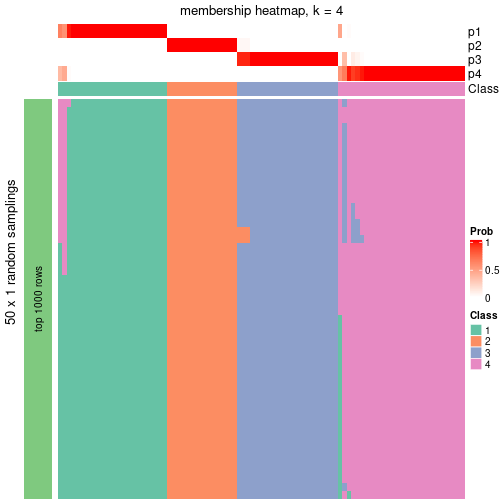 membership heatmap, k = 4
p1
p2
p3
p4
Class
50 x 1 random samplings
top 1000 rows
Prob
1
0.5
0
Class
1
2
3
4